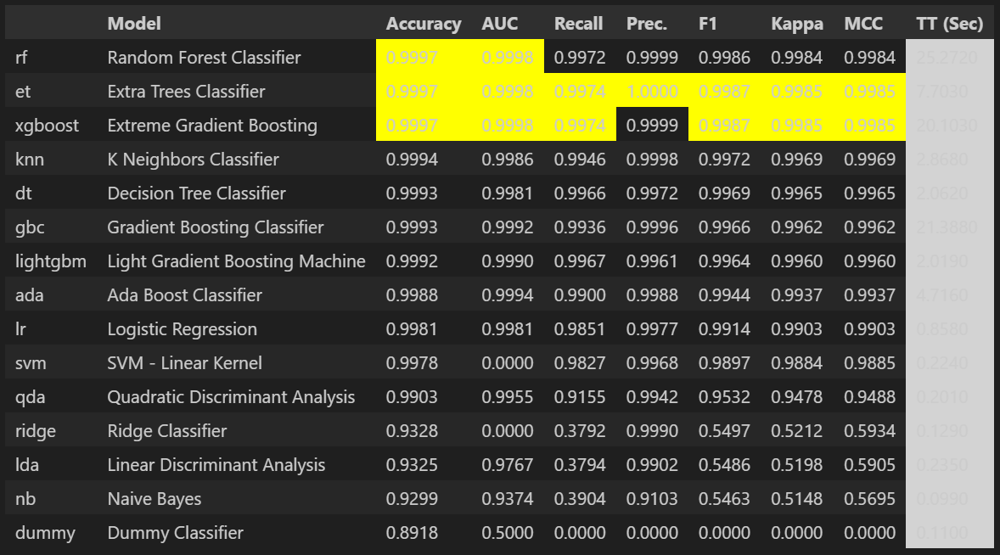 Model Accuracy AUC Recall Prec. F1 Kappa MCC TT (Sec)
rf Random Forest Classifier 0.9997 0.9998 0.9972 0.9999 0.9986 0.9984 0.9984 25.2720
et Extra Trees Classifier 0.9997 0.9998 0.9974 1.0000 0.9987 0.9985 0.9985 7.7030
xgboost Extreme Gradient Boosting 0.9997 0.9998 0.9974 0.9999 0.9987 0.9985 0.9985 20.1030
knn K Neighbors Classifier 0.9994 0.9986 0.9946 0.9998 0.9972 0.9969 0.9969 2.8680
dt Decision Tree Classifier 0.9993 0.9981 0.9966 0.9972 0.9969 0.9965 0.9965 2.0620
gbc Gradient Boosting Classifier 0.9993 0.9992 0.9936 0.9996 0.9966 0.9962 0.9962 21.3880
lightgbm Light Gradient Boosting Machine 0.9992 0.9990 0.9967 0.9961 0.9964 0.9960 0.9960 2.0190
ada Ada Boost Classifier 0.9988 0.9994 0.9900 0.9988 0.9944 0.9937 0.9937 4.7160
lr Logistic Regression 0.9981 0.9981 0.9851 0.9977 0.9914 0.9903 0.9903 0.8580
svm SVM - Linear Kernel 0.9978 0.0000 0.9827 0.9968 0.9897 0.9884 0.9885 0.2240
qda Quadratic Discriminant Analysis 0.9903 0.9955 0.9155 0.9942 0.9532 0.9478 0.9488 0.2010
ridge Ridge Classifier 0.9328 0.0000 0.3792 0.9990 0.5497 0.5212 0.5934 0.1290
lda Linear Discriminant Analysis 0.9325 0.9767 0.3794 0.9902 0.5486 0.5198 0.5905 0.2350
nb Naive Bayes 0.9299 0.9374 0.3904 0.9103 0.5463 0.5148 0.5695 0.0990
dummy Dummy Classifier 0.8918 0.5000 0.0000 0.0000 0.0000 0.0000 0.0000 0.1100